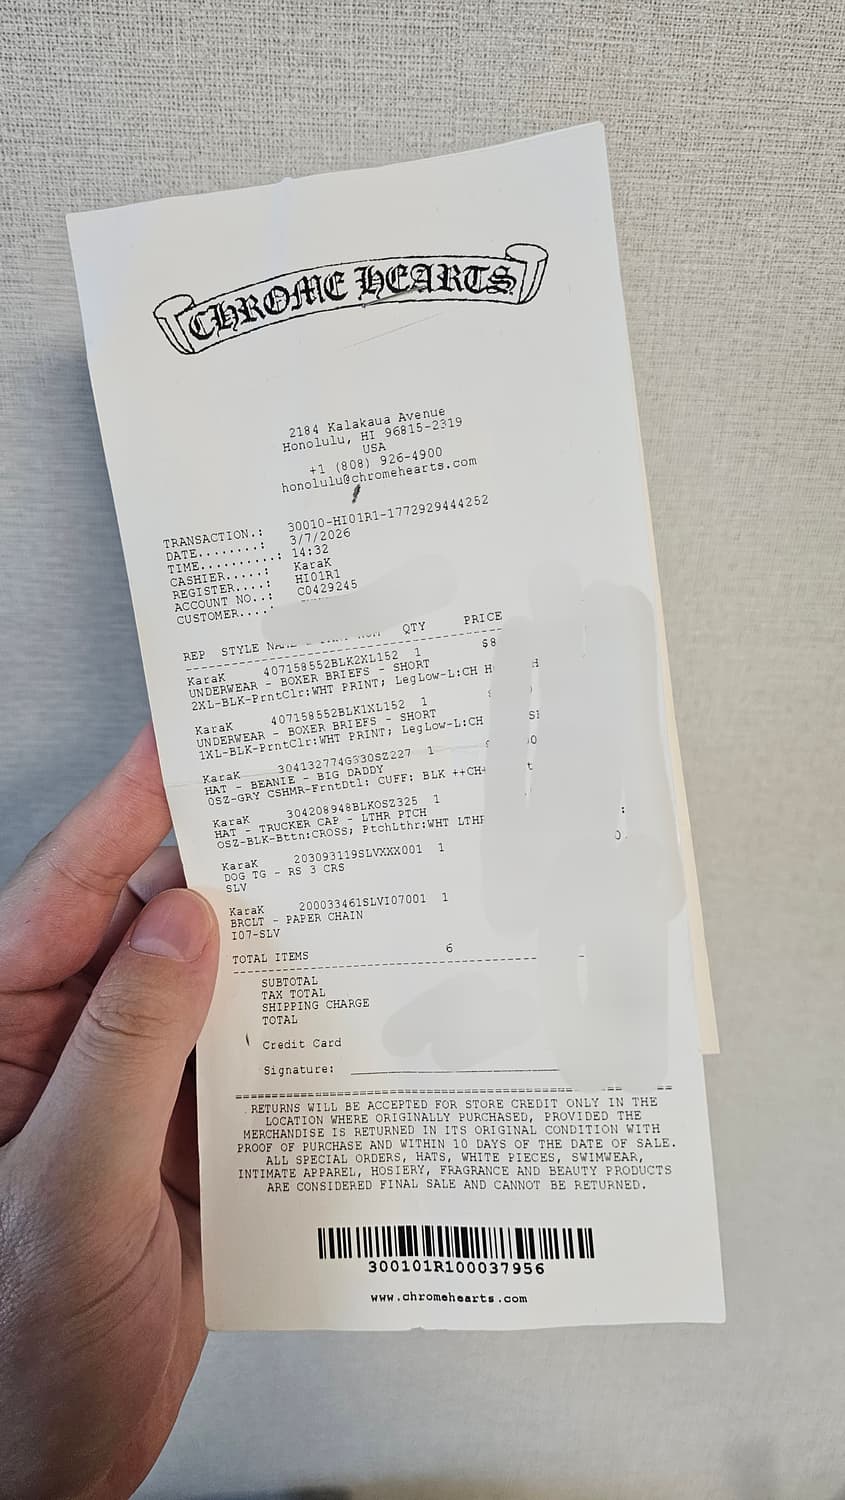 CHROME HEARTS
2184 Kalakaua Avenue
Honolulu, HI 96815-2319
USA
+1 (808) 926-4900
honolulu@chromehearts.com
TRANSACTION.: 30010-HI01R1-1772929444252
DATE........: 3/7/2026
TIME..........: 14:32
CASHIER.....: KaraK
REGISTER....: HI01R1
ACCOUNT NO..: C0429245
CUSTOMER....:
REP STYLE QTY PRICE
KaraK 407158552BLK2XL152 1 $8
UNDERWEAR - BOXER BRIEFS - SHORT
2XL-BLK-PrntClr:WHT PRINT; LegLow-L:CH H
KaraK 407158552BLK1XL152 1
UNDERWEAR - BOXER BRIEFS - SHORT
1XL-BLK-PrntClr:WHT PRINT; LegLow-L:CH
KaraK 1
HAT - BEANIE - BIG DADDY
OSZ-GRY CSHMR-FrntDtl: CUFF: BLK ++CH+
KaraK 304208948BLKOSZ325 1
HAT - TRUCKER CAP - LTHR PTCH
OSZ-BLK-Bttn:CROSS; PtchLthr:WHT LTHR
KaraK 203093119SLVXXX001 1
DOG TG - RS 3 CRS
SLV
KaraK 200033461SLVI07001 1
BRCLT - PAPER CHAIN
I07-SLV
TOTAL ITEMS 6
SUBTOTAL
TAX TOTAL
SHIPPING CHARGE
TOTAL
Credit Card
Signature:
RETURNS WILL BE ACCEPTED FOR STORE CREDIT ONLY IN THE
LOCATION WHERE ORIGINALLY PURCHASED, PROVIDED THE
MERCHANDISE IS RETURNED IN ITS ORIGINAL CONDITION WITH
PROOF OF PURCHASE AND WITHIN 10 DAYS OF THE DATE OF SALE.
ALL SPECIAL ORDERS, HATS, WHITE PIECES, SWIMWEAR,
INTIMATE APPAREL, HOSIERY, FRAGRANCE AND BEAUTY PRODUCTS
ARE CONSIDERED FINAL SALE AND CANNOT BE RETURNED.
300101R100037956
www.chromehearts.com